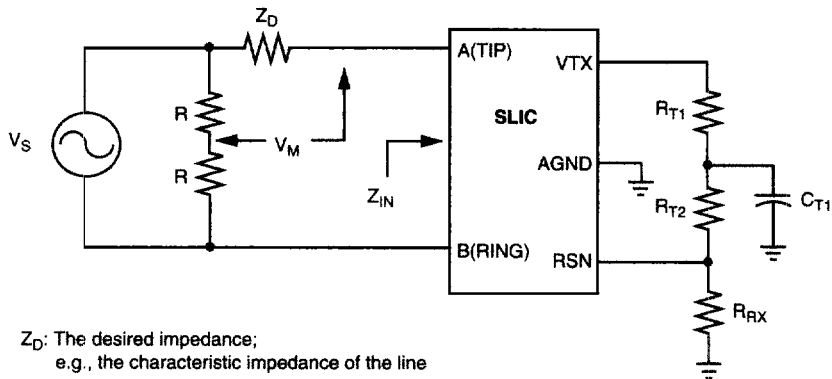 Z_D
A(TIP)
VTX
R
SLIC
R_T1
V_S
V_M
R
Z_IN
AGND
R_T2
C_T1
B(RING)
RSN
R_RX
Z_D: The desired impedance;
e.g., the characteristic impedance of the line